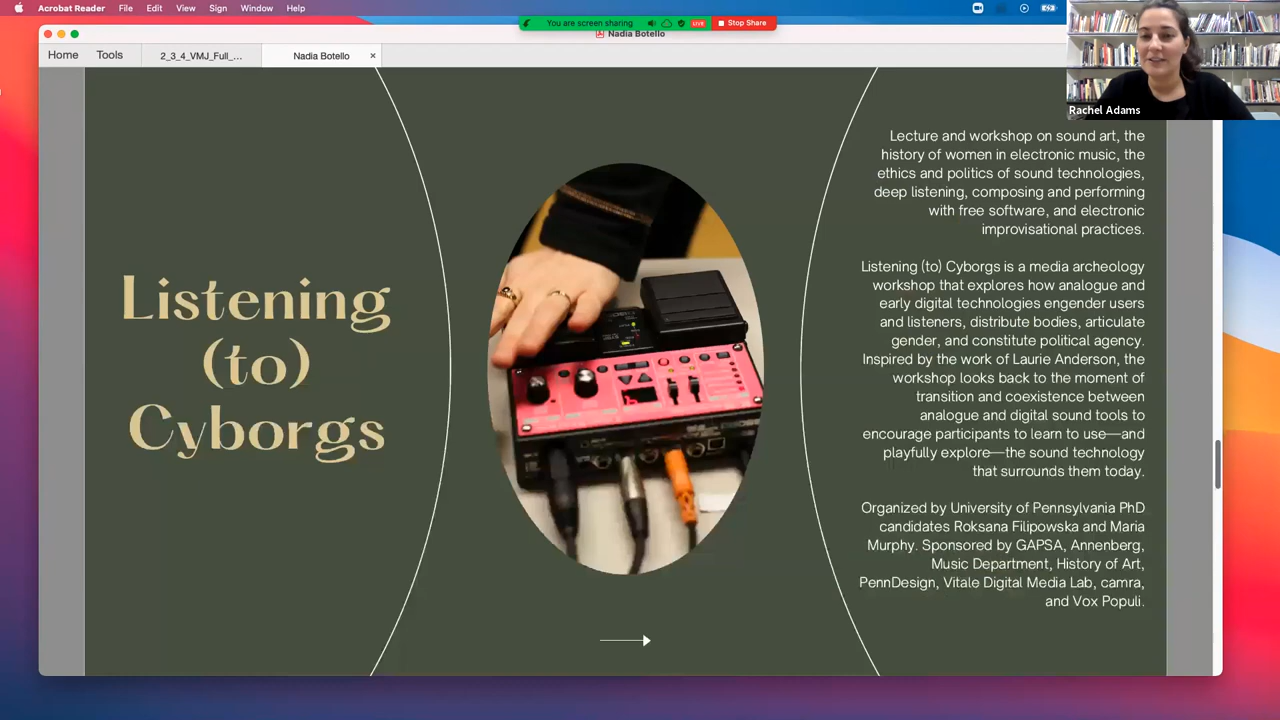 Acrobat Reader File Edit View Sign Window Help
You are screen sharing LIVE Stop Share
Nadia Botello
Home Tools 2_3_4_VMJ_Full_... Nadia Botello ×
Rachel Adams
Listening
(to)
Cyborgs
Lecture and workshop on sound art, the
history of women in electronic music, the
ethics and politics of sound technologies,
deep listening, composing and performing
with free software, and electronic
improvisational practices.
Listening (to) Cyborgs is a media archeology
workshop that explores how analogue and
early digital technologies engender users
and listeners, distribute bodies, articulate
gender, and constitute political agency.
Inspired by the work of Laurie Anderson, the
workshop looks back to the moment of
transition and coexistence between
analogue and digital sound tools to
encourage participants to learn to use—and
playfully explore—the sound technology
that surrounds them today.
Organized by University of Pennsylvania PhD
candidates Roksana Filipowska and Maria
Murphy. Sponsored by GAPSA, Annenberg,
Music Department, History of Art,
PennDesign, Vitale Digital Media Lab, camra,
and Vox Populi.